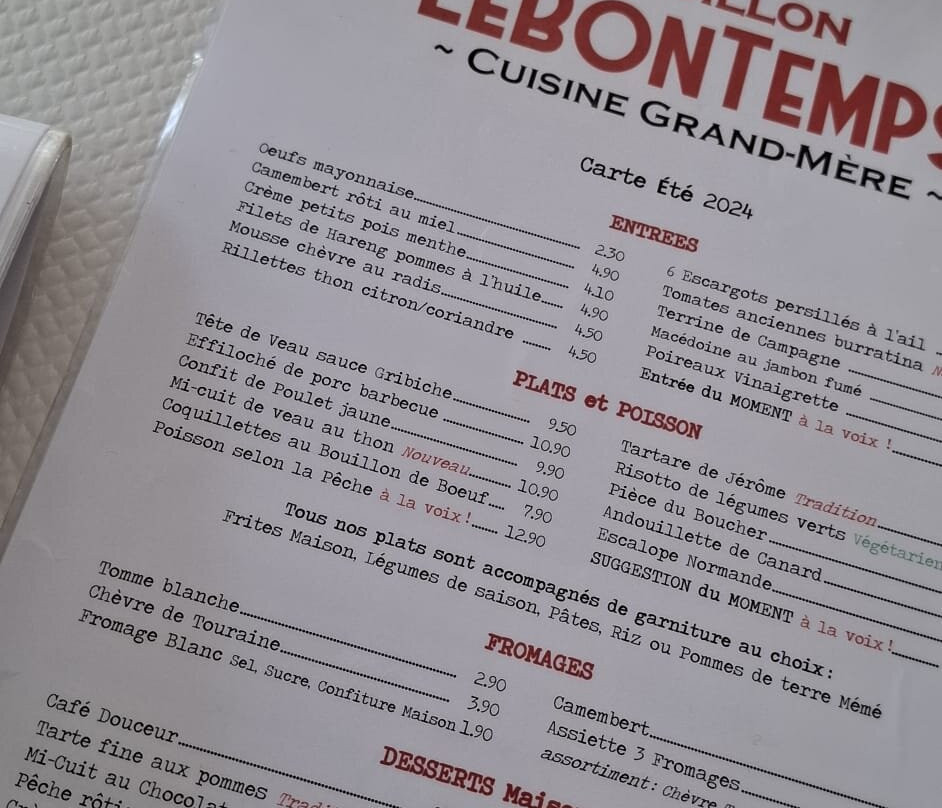 LLON
LEBONTEMPS
~ CUISINE GRAND-MÈRE ~
Carte Été 2024
ENTREES
Oeufs mayonnaise 2.30
Camembert rôti au miel 4.90
Crème petits pois menthe 4.10
Filets de Hareng pommes à l'huile 4.90
Mousse chèvre au radis 4.50
Rillettes thon citron/coriandre 4.50
6 Escargots persillés à l'ail
Tomates anciennes burratina
Terrine de Campagne
Macédoine au jambon fumé
Poireaux Vinaigrette
Entrée du MOMENT à la voix !
PLATS et POISSON
Tête de Veau sauce Gribiche 9.50
Effiloché de porc barbecue 10.90
Confit de Poulet jaune 9.90
Mi-cuit de veau au thon Nouveau 10.90
Coquillettes au Bouillon de Boeuf 7.90
Poisson selon la Pêche à la voix ! 12.90
Tartare de Jérôme Tradition
Risotto de légumes verts Végétarien
Pièce du Boucher
Andouillette de Canard
Escalope Normande
SUGGESTION du MOMENT à la voix !
Tous nos plats sont accompagnés de garniture au choix :
Frites Maison, Légumes de saison, Pâtes, Riz ou Pommes de terre Mémé
FROMAGES
Tomme blanche 2.90
Chèvre de Touraine 3.90
Fromage Blanc Sel, Sucre, Confiture Maison 1.90
Camembert
Assiette 3 Fromages
assortiment : Chèvre
DESSERTS Maiso
Café Douceur
Tarte fine aux pommes Tradi
Mi-Cuit au Chocolat
Pêche rôti